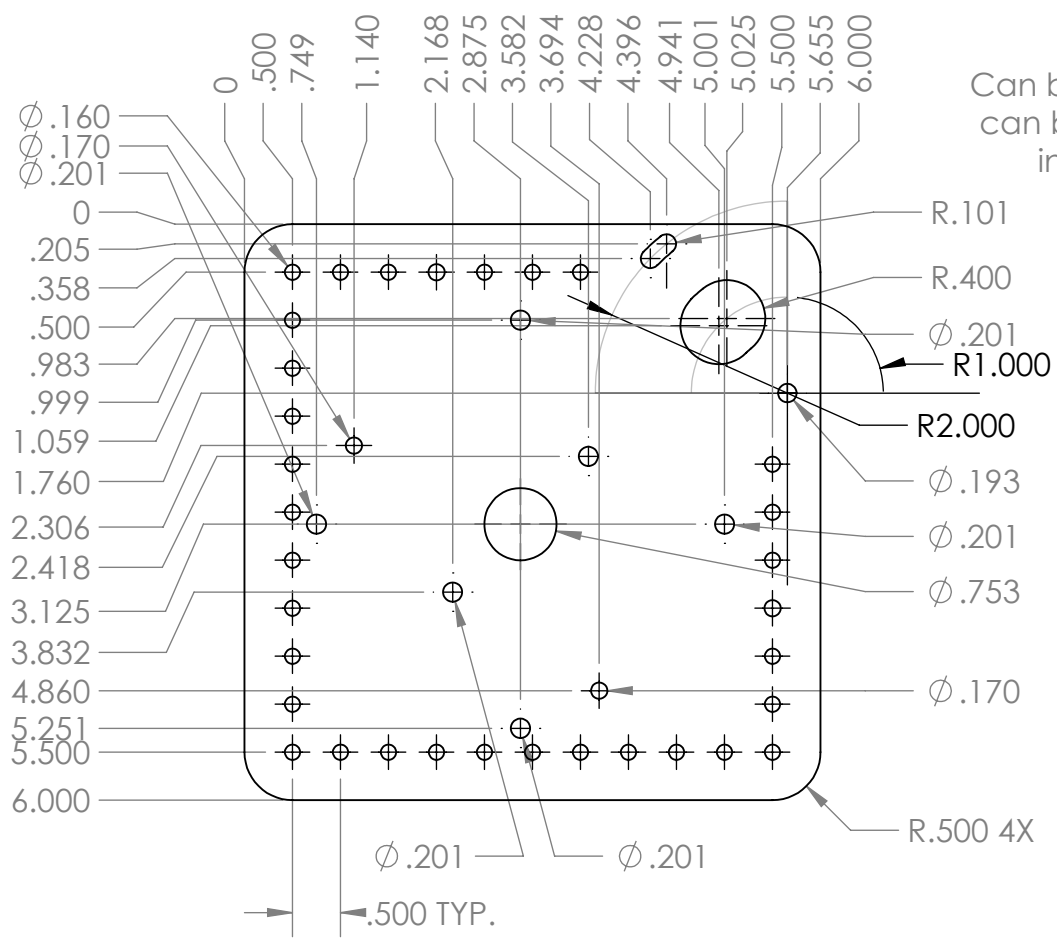 0
.500
.749
1.140
2.168
2.875
3.582
3.694
4.228
4.396
4.941
5.001
5.025
5.500
5.655
6.000
Can b
can b
in
Ø .160
Ø .170
Ø .201
0
.205
.358
.500
.983
.999
1.059
1.760
2.306
2.418
3.125
3.832
4.860
5.251
5.500
6.000
R.101
R.400
Ø .201
R1.000
R2.000
Ø .193
Ø .201
Ø .753
Ø .170
R.500 4X
Ø .201
Ø .201
.500 TYP.